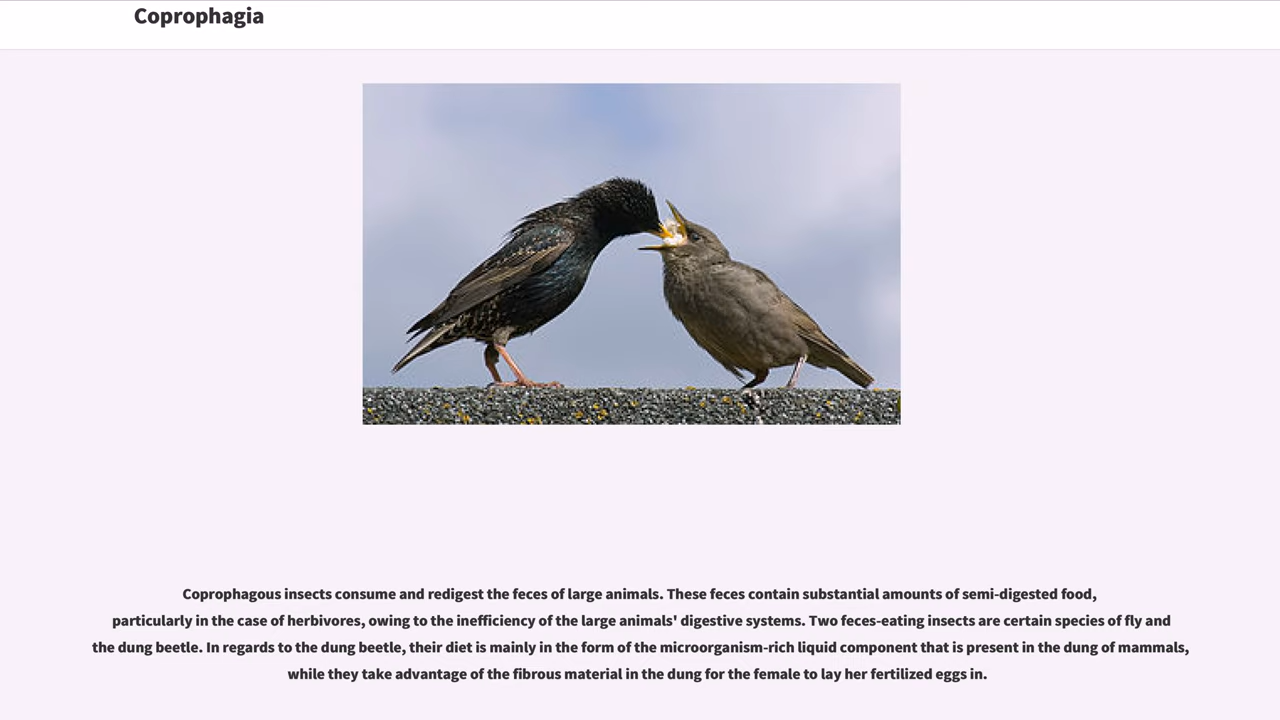 Coprophagia
Coprophagous insects consume and redigest the feces of large animals. These feces contain substantial amounts of semi-digested food,
particularly in the case of herbivores, owing to the inefficiency of the large animals' digestive systems. Two feces-eating insects are certain species of fly and
the dung beetle. In regards to the dung beetle, their diet is mainly in the form of the microorganism-rich liquid component that is present in the dung of mammals,
while they take advantage of the fibrous material in the dung for the female to lay her fertilized eggs in.